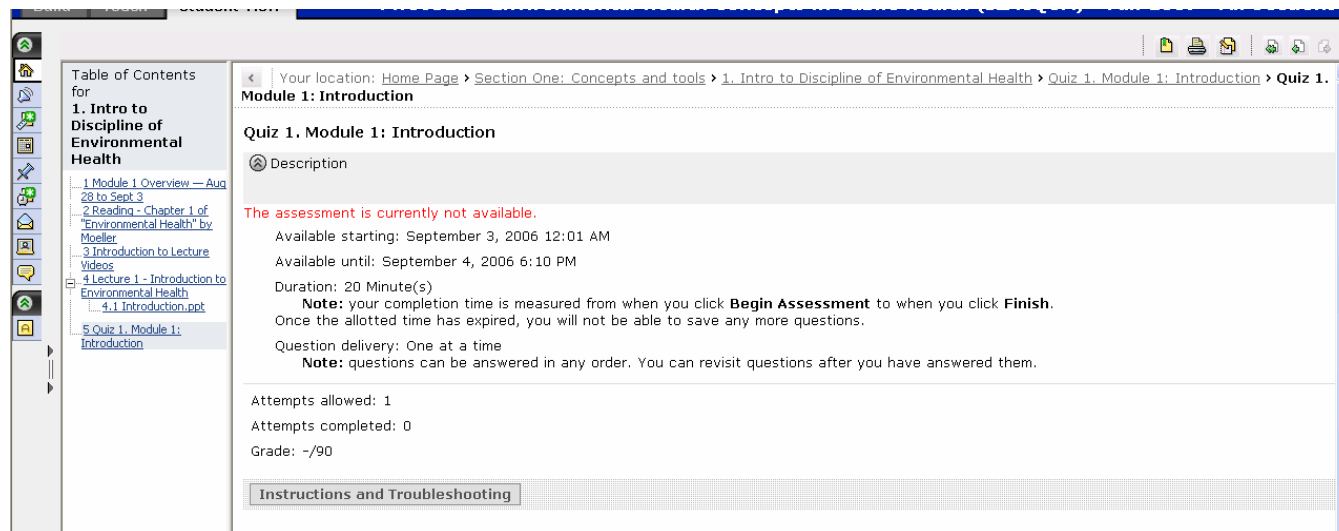 Table of Contents
for
1. Intro to
Discipline of
Environmental
Health
1 Module 1 Overview — Aug
28 to Sept 3
2 Reading - Chapter 1 of
"Environmental Health" by
Moeller
3 Introduction to Lecture
Videos
4 Lecture 1 - Introduction to
Environmental Health
4.1 Introduction.ppt
5 Quiz 1. Module 1:
Introduction
Your location: Home Page › Section One: Concepts and tools › 1. Intro to Discipline of Environmental Health › Quiz 1. Module 1: Introduction › Quiz 1.
Module 1: Introduction
Quiz 1. Module 1: Introduction
Description
The assessment is currently not available.
Available starting: September 3, 2006 12:01 AM
Available until: September 4, 2006 6:10 PM
Duration: 20 Minute(s)
Note: your completion time is measured from when you click Begin Assessment to when you click Finish.
Once the allotted time has expired, you will not be able to save any more questions.
Question delivery: One at a time
Note: questions can be answered in any order. You can revisit questions after you have answered them.
Attempts allowed: 1
Attempts completed: 0
Grade: -/90
Instructions and Troubleshooting